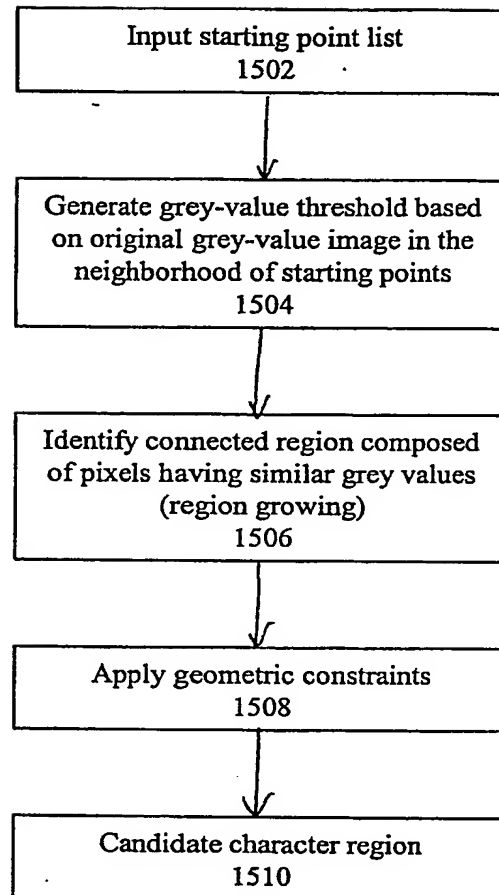 Input starting point list
1502
Generate grey-value threshold based
on original grey-value image in the
neighborhood of starting points
1504
Identify connected region composed
of pixels having similar grey values
(region growing)
1506
Apply geometric constraints
1508
Candidate character region
1510